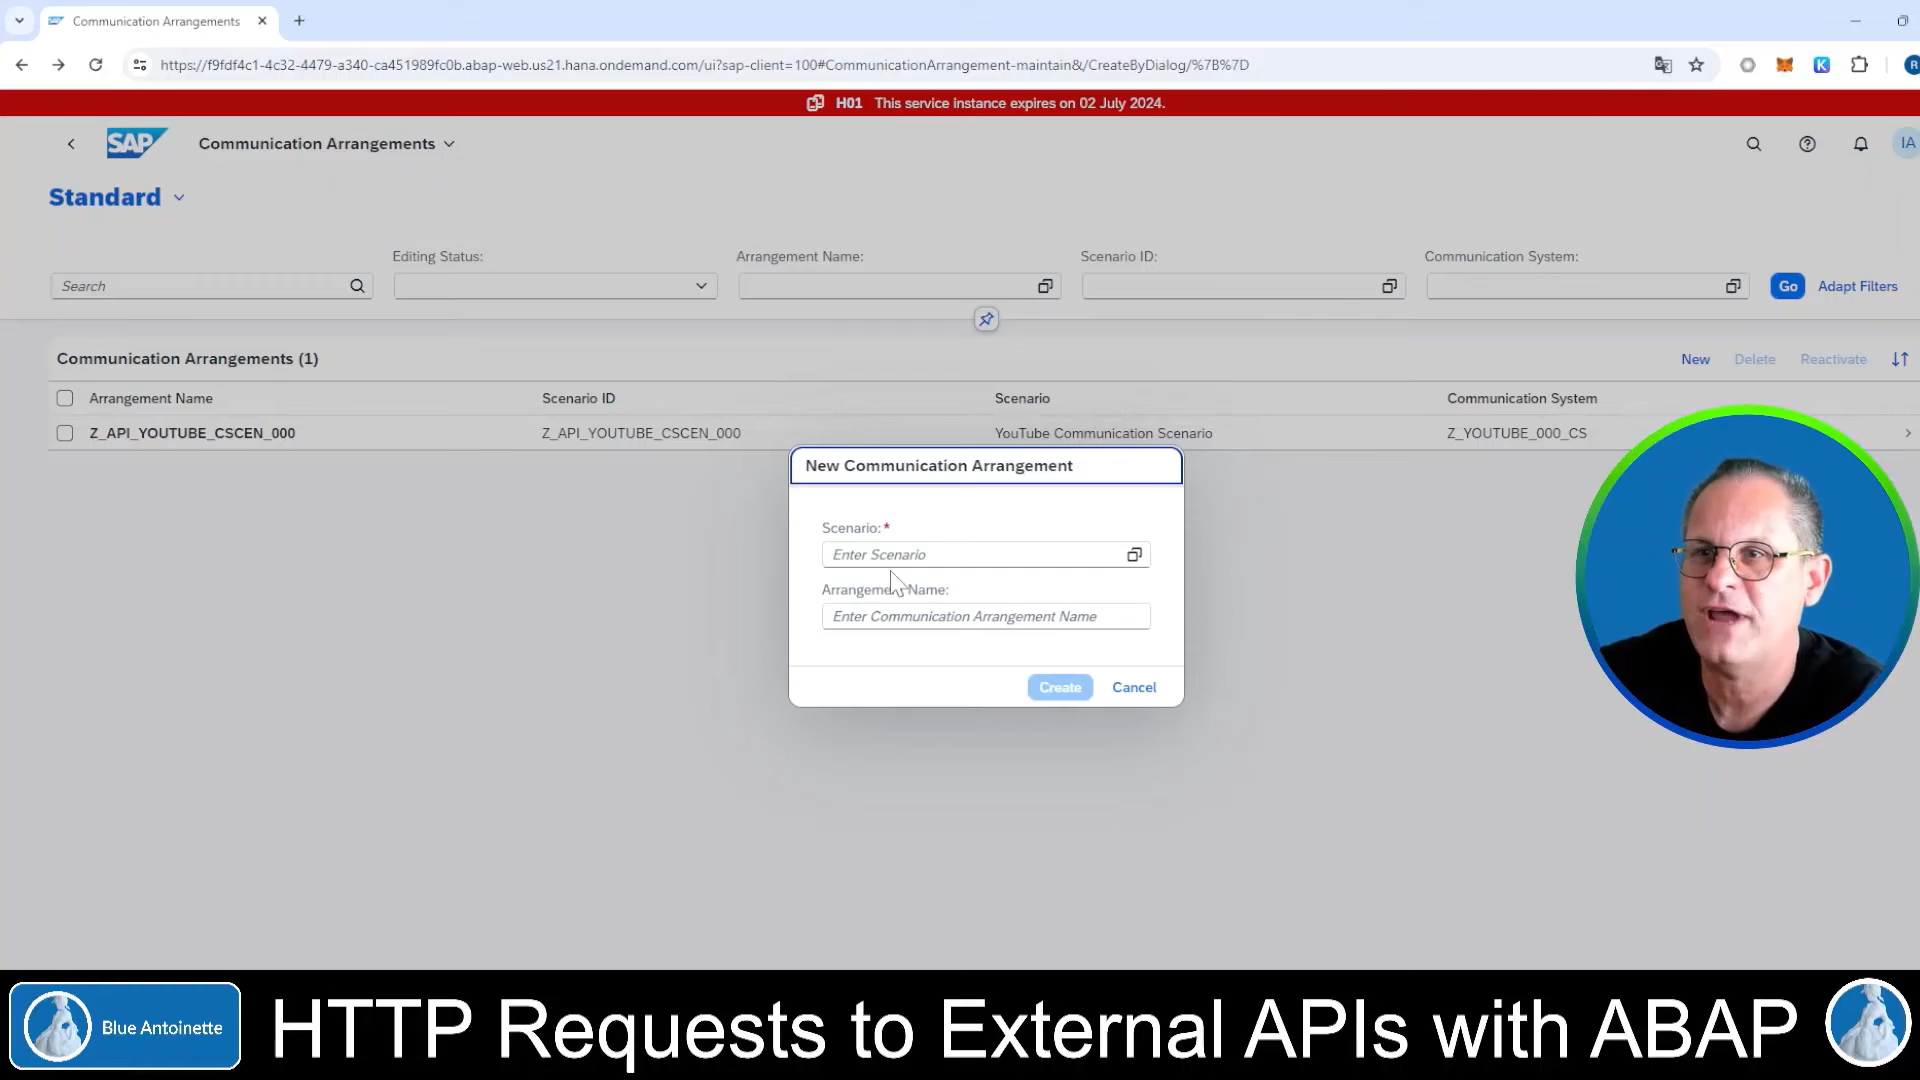 Communication Arrangements
https://f9fdf4c1-4c32-4479-a340-ca451989fc0b.abap-web.us21.hana.ondemand.com/ui?sap-client=100#CommunicationArrangement-maintain&/CreateByDialog/%7B%7D
K
R
H01 This service instance expires on 02 July 2024.
SAP Communication Arrangements
IA
Standard
Editing Status: Arrangement Name: Scenario ID: Communication System:
Search Go Adapt Filters
Communication Arrangements (1) New Delete Reactivate
Arrangement Name Scenario ID Scenario Communication System
Z_API_YOUTUBE_CSCEN_000 Z_API_YOUTUBE_CSCEN_000 YouTube Communication Scenario Z_YOUTUBE_000_CS
New Communication Arrangement
Scenario:*
Enter Scenario
Arrangement Name:
Enter Communication Arrangement Name
Create Cancel
Blue Antoinette HTTP Requests to External APIs with ABAP